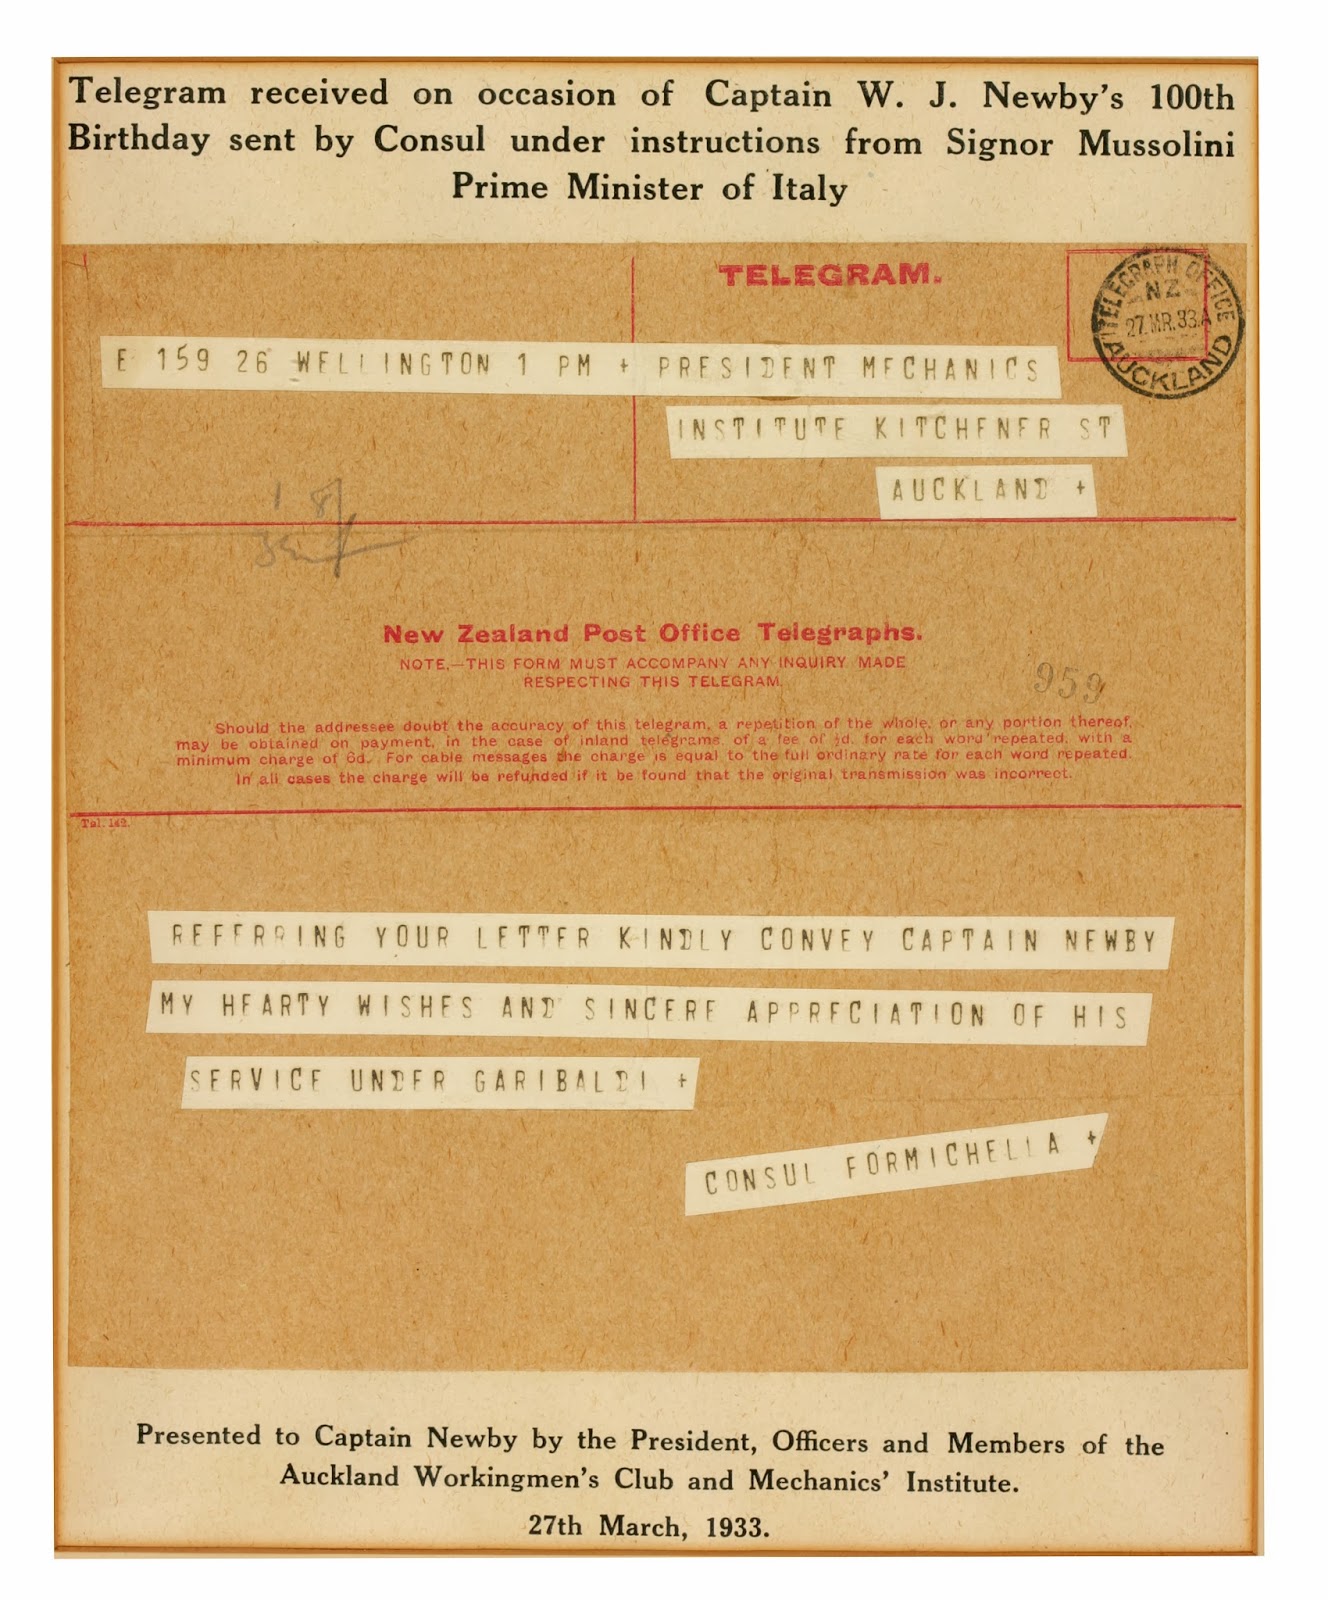 Telegram received on occasion of Captain W. J. Newby's 100th
Birthday sent by Consul under instructions from Signor Mussolini
Prime Minister of Italy
TELEGRAM.
TELEGRAPH OFFICE
NZ
27.MR.33.A
AUCKLAND
E 159 26 WELLINGTON 1 PM + PRESIDENT MECHANICS
INSTITUTE KITCHENER ST
AUCKLAND +
New Zealand Post Office Telegraphs.
NOTE.—THIS FORM MUST ACCOMPANY ANY INQUIRY MADE
RESPECTING THIS TELEGRAM.
959
Should the addressee doubt the accuracy of this telegram, a repetition of the whole, or any portion thereof,
may be obtained on payment, in the case of inland telegrams, of a fee of ½d. for each word repeated, with a
minimum charge of 6d. For cable messages the charge is equal to the full ordinary rate for each word repeated.
In all cases the charge will be refunded if it be found that the original transmission was incorrect.
Tel. 142.
REFERRING YOUR LETTER KINDLY CONVEY CAPTAIN NEWBY
MY HEARTY WISHES AND SINCERE APPRECIATION OF HIS
SERVICE UNDER GARIBALDI +
CONSUL FORMICHELLA +
Presented to Captain Newby by the President, Officers and Members of the
Auckland Workingmen's Club and Mechanics' Institute.
27th March, 1933.